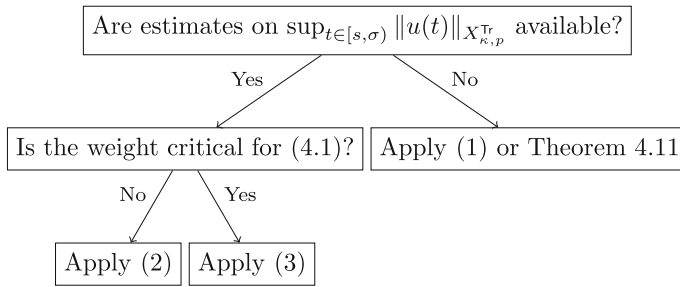 Are estimates on sup_{t∈[s,σ)} ‖u(t)‖_{X^{Tr}_{κ,p}} available?
Yes No
Is the weight critical for (4.1)? Apply (1) or Theorem 4.11
No Yes
Apply (2) Apply (3)